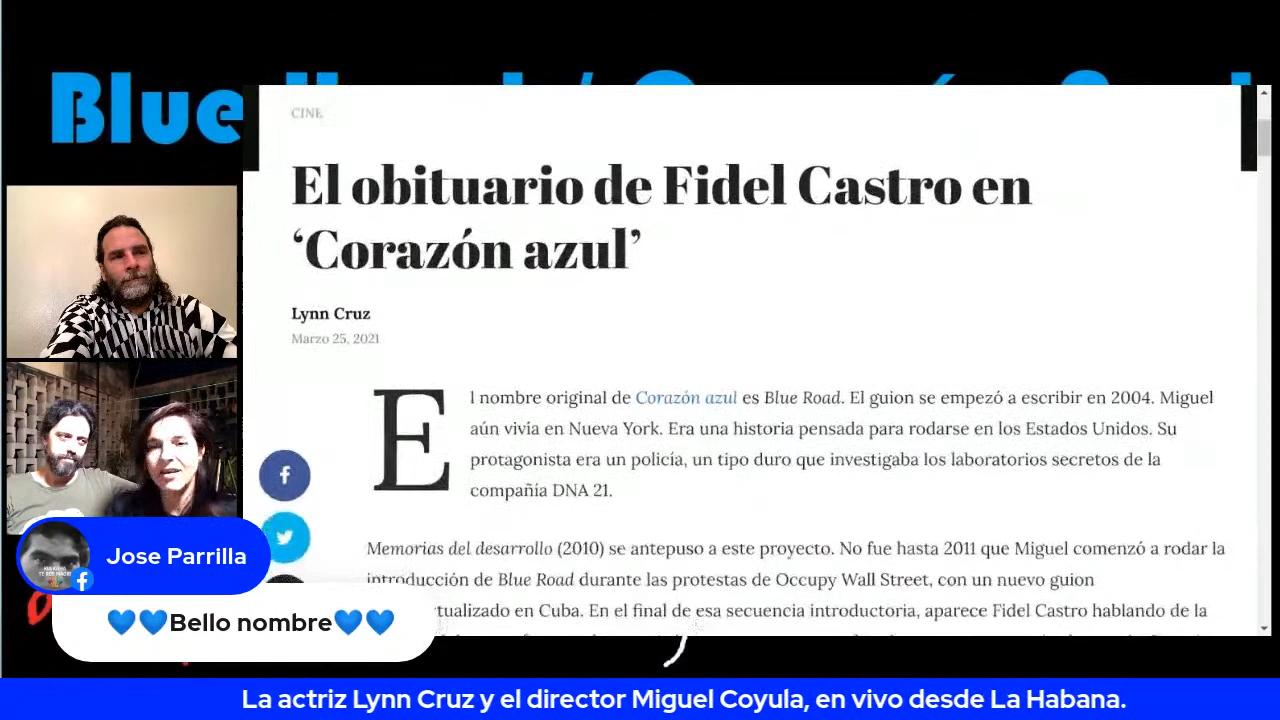 Blue
CINE
El obituario de Fidel Castro en
‘Corazón azul’
Lynn Cruz
Marzo 25, 2021
El nombre original de Corazón azul es Blue Road. El guion se empezó a escribir en 2004. Miguel
aún vivía en Nueva York. Era una historia pensada para rodarse en los Estados Unidos. Su
protagonista era un policía, un tipo duro que investigaba los laboratorios secretos de la
compañía DNA 21.
Memorias del desarrollo (2010) se antepuso a este proyecto. No fue hasta 2011 que Miguel comenzó a rodar la
introducción de Blue Road durante las protestas de Occupy Wall Street, con un nuevo guion
tualizado en Cuba. En el final de esa secuencia introductoria, aparece Fidel Castro hablando de la
Jose Parrilla
💙💙Bello nombre💙💙
La actriz Lynn Cruz y el director Miguel Coyula, en vivo desde La Habana.